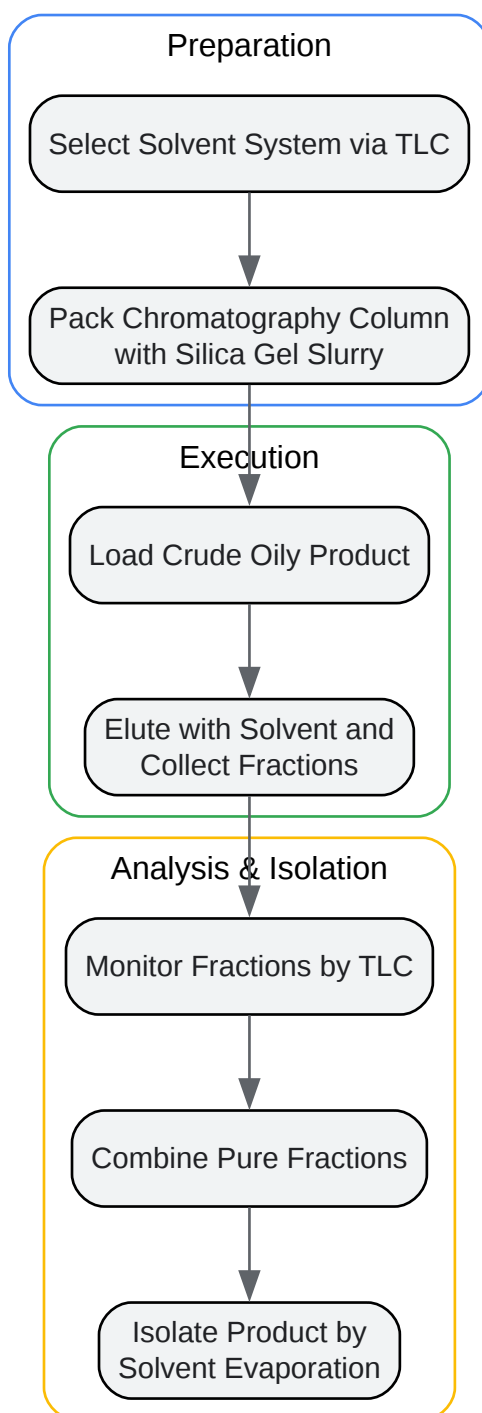 Preparation
Select Solvent System via TLC
Pack Chromatography Column
with Silica Gel Slurry
Execution
Load Crude Oily Product
Elute with Solvent and
Collect Fractions
Analysis & Isolation
Monitor Fractions by TLC
Combine Pure Fractions
Isolate Product by
Solvent Evaporation